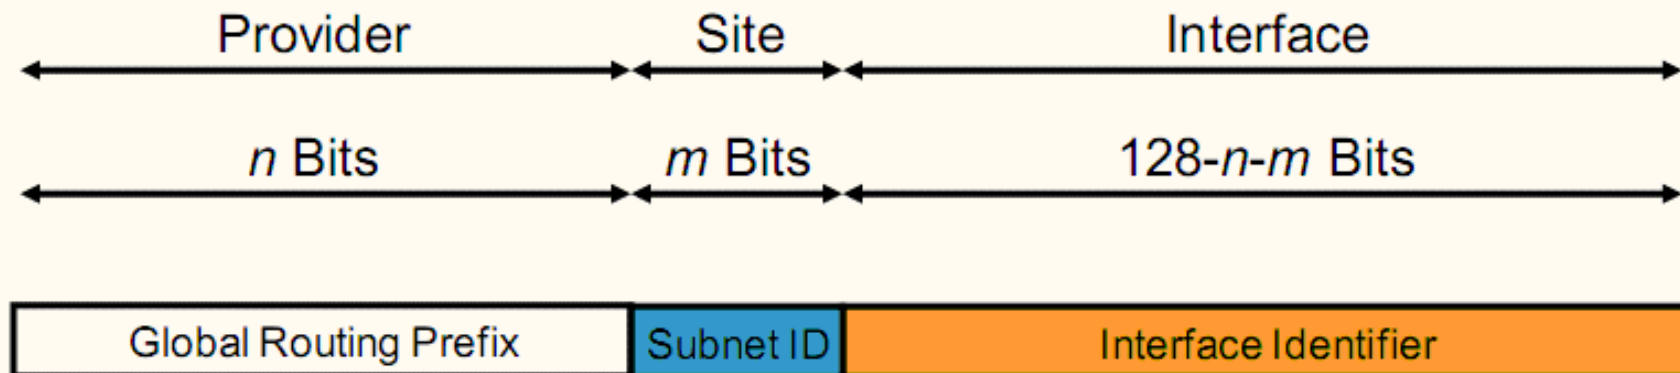 Provider Site Interface
n Bits m Bits 128-n-m Bits
Global Routing Prefix Subnet ID Interface Identifier